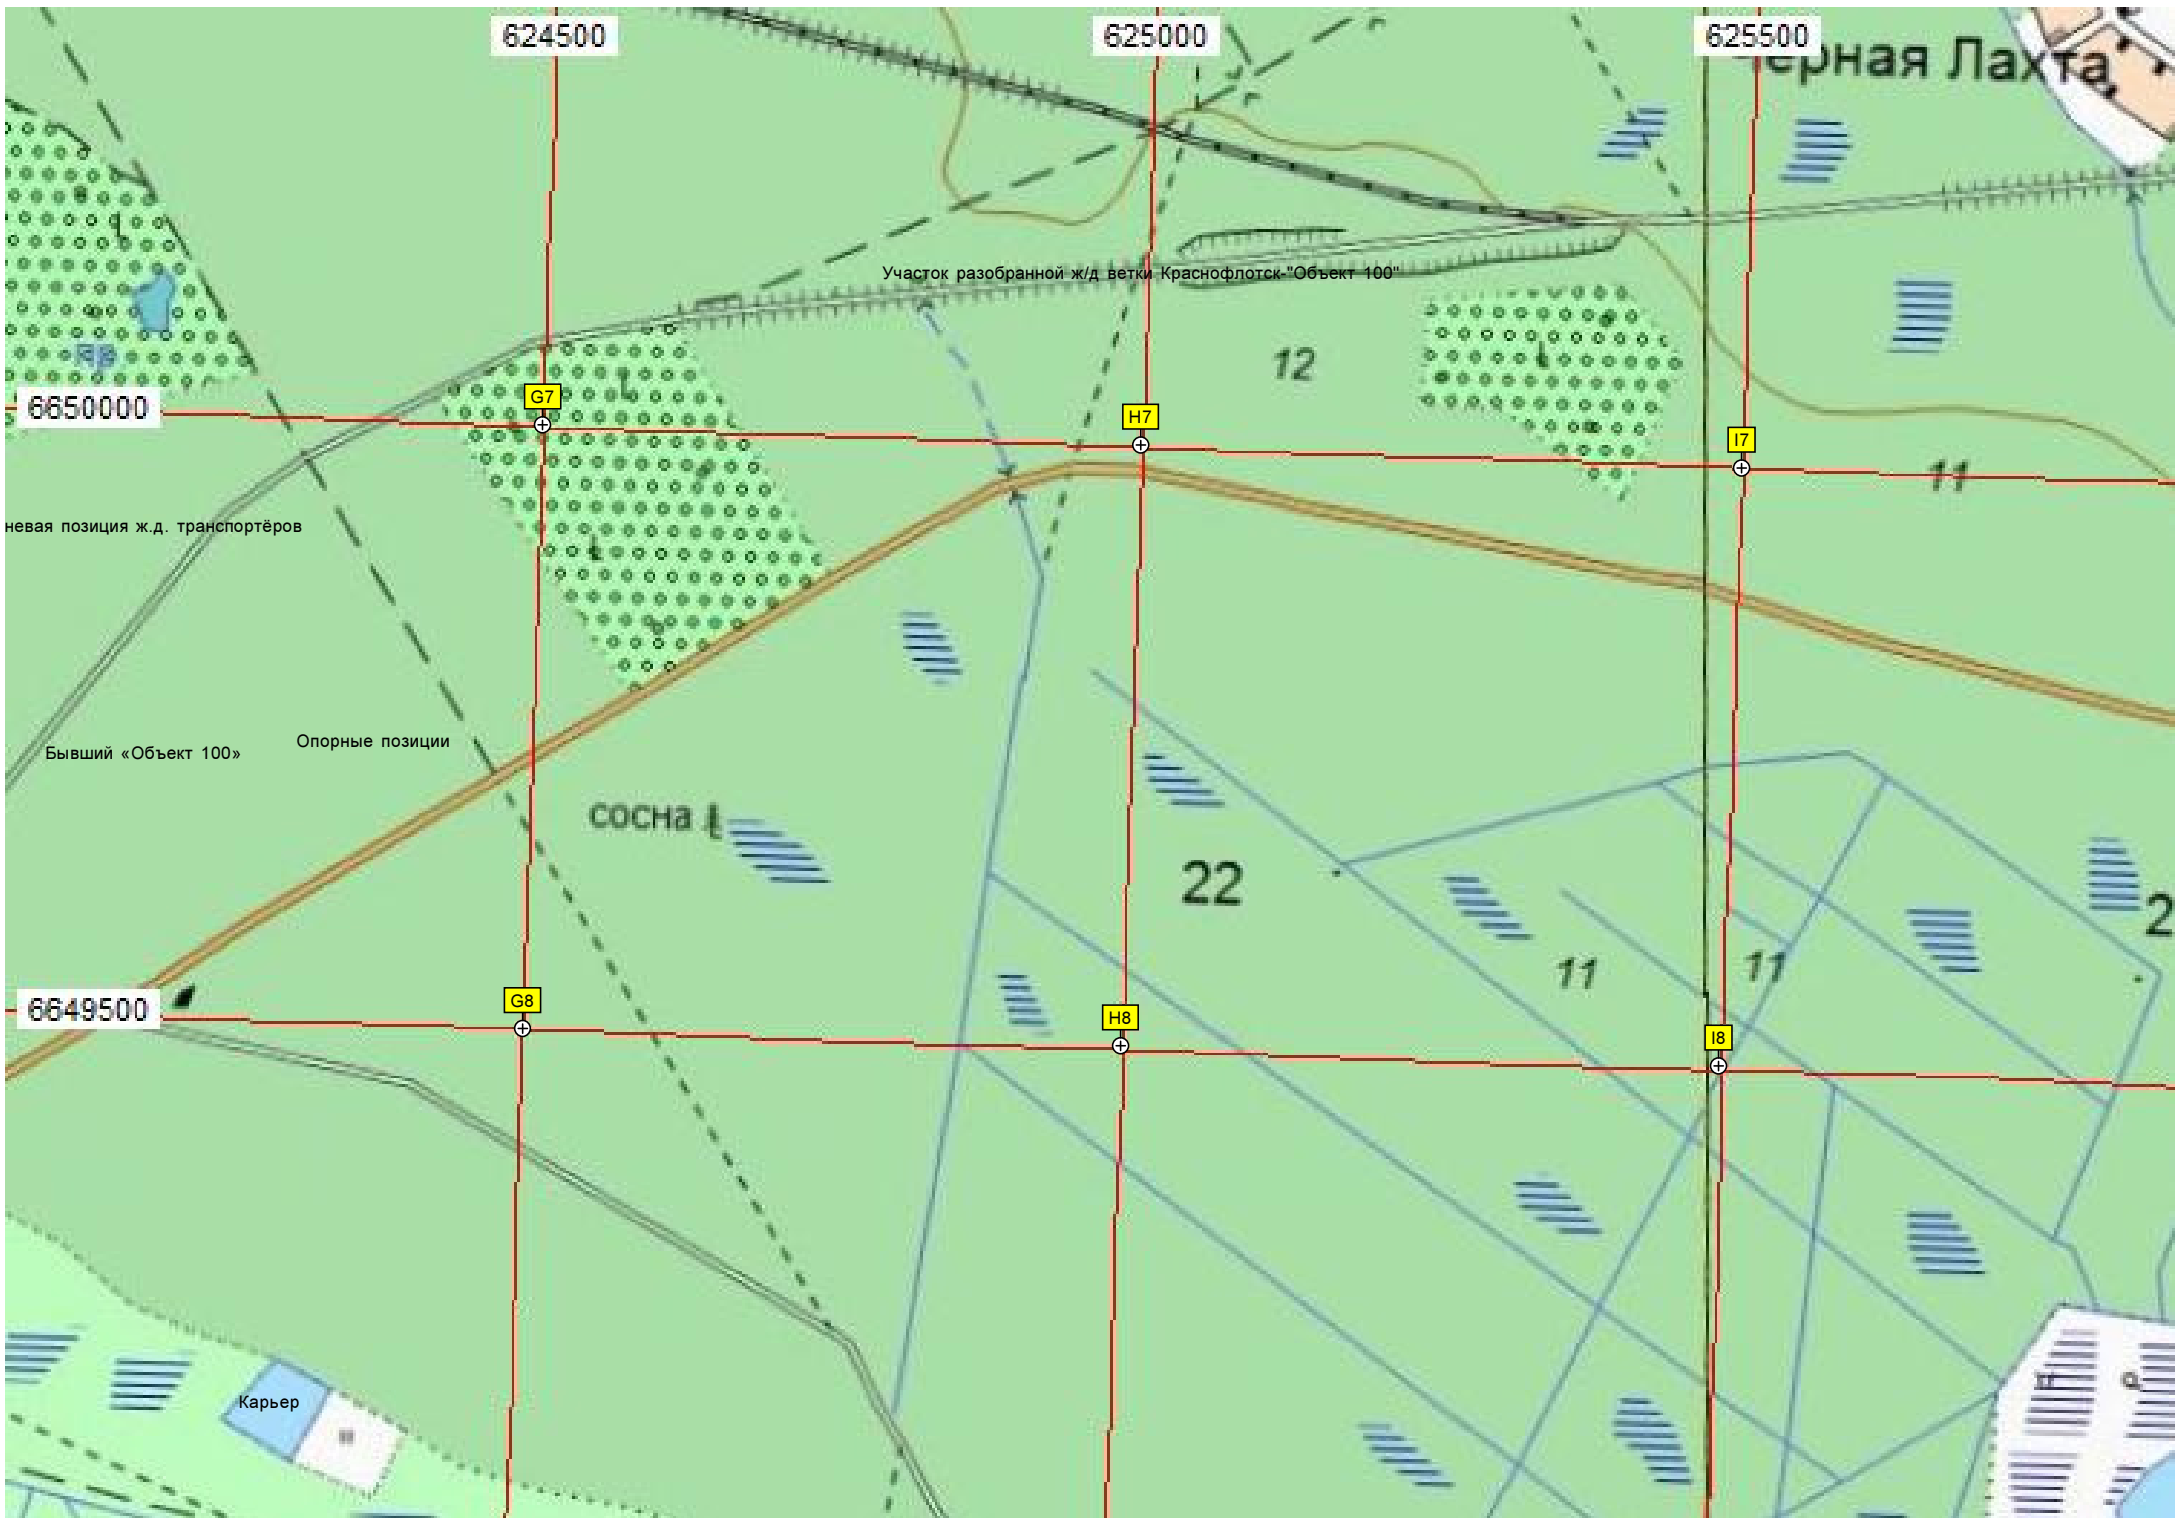 624500
625000
625500
ерная Лахта
Участок разобранной ж/д ветки Краснофлотск-"Объект 100"
12
6650000
G7
H7
I7
11
невая позиция ж.д. транспортёров
Бывший «Объект 100»
Опорные позиции
сосна
22
2
11
11
6649500
G8
H8
I8
Карьер